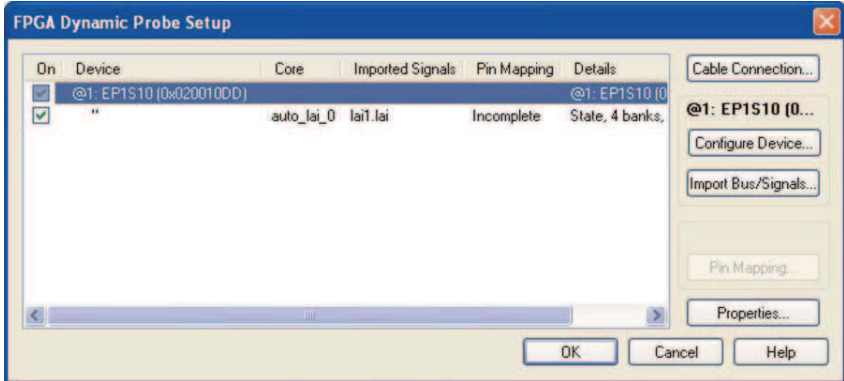 FPGA Dynamic Probe Setup
On Device Core Imported Signals Pin Mapping Details
@1: EP1S10 (0x020010DD) @1: EP1S10 (0
" auto_lai_0 lai1.lai Incomplete State, 4 banks,
Cable Connection...
@1: EP1S10 (0...
Configure Device...
Import Bus/Signals...
Pin Mapping...
Properties...
OK Cancel Help